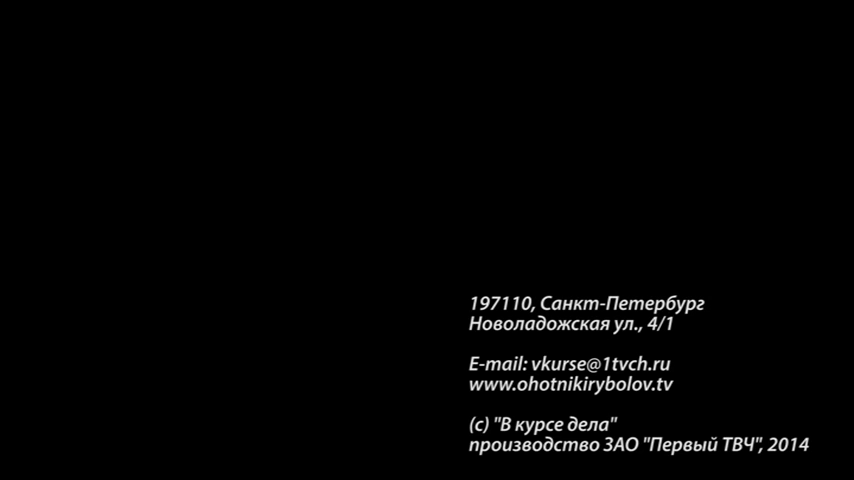 197110, Санкт-Петербург
Новоладожская ул., 4/1
E-mail: vkurse@1tvch.ru
www.ohotnikirybolov.tv
(c) "В курсе дела"
производство ЗАО "Первый ТВЧ", 2014